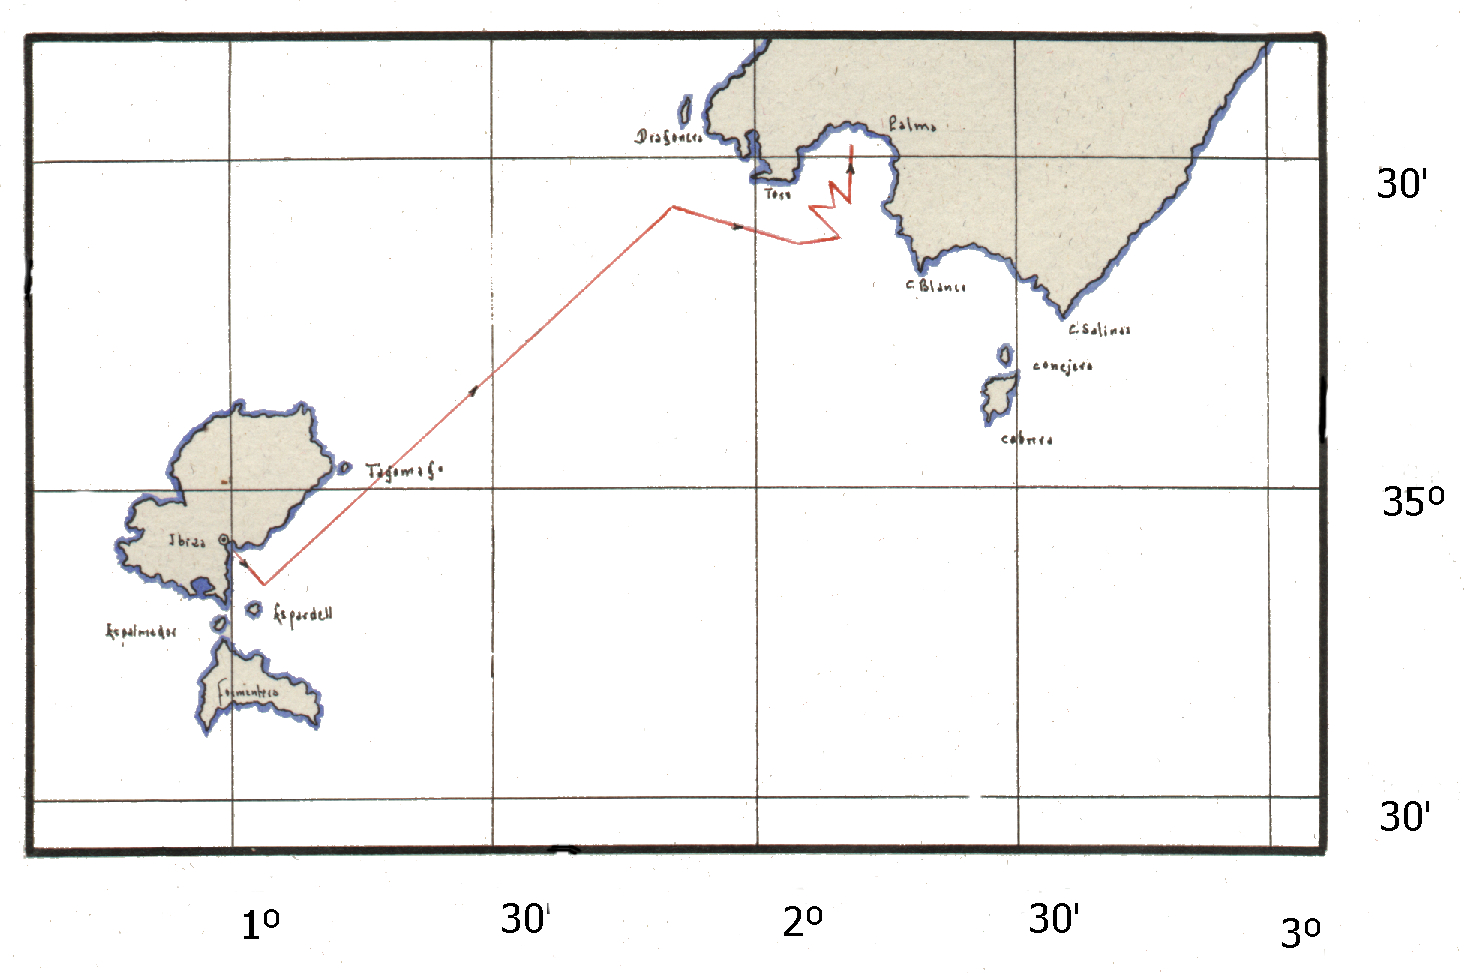 Palma
Dragonera
Toso
30'
C. Blanco
C. Salinas
Conejera
Cabrera
Tagomago
35º
Ibiza
Espardell
Espalmador
formentera
30'
1º
30'
2º
30'
3º